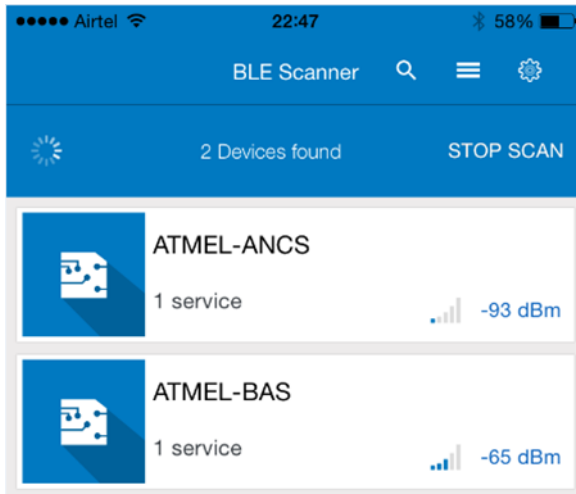 Airtel 22:47 58%
BLE Scanner
2 Devices found STOP SCAN
ATMEL-ANCS
1 service -93 dBm
ATMEL-BAS
1 service -65 dBm